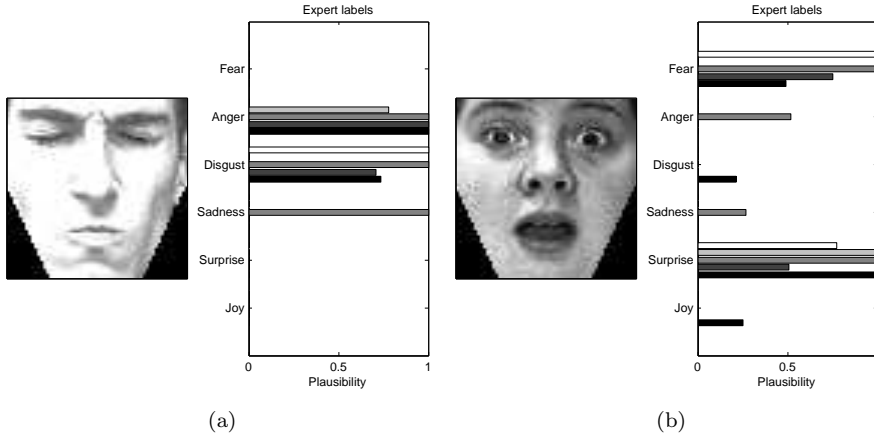 Expert labels
Fear
Anger
Disgust
Sadness
Surprise
Joy
0 0.5 1
Plausibility
(a)
Expert labels
Fear
Anger
Disgust
Sadness
Surprise
Joy
0 0.5
Plausibility
(b)